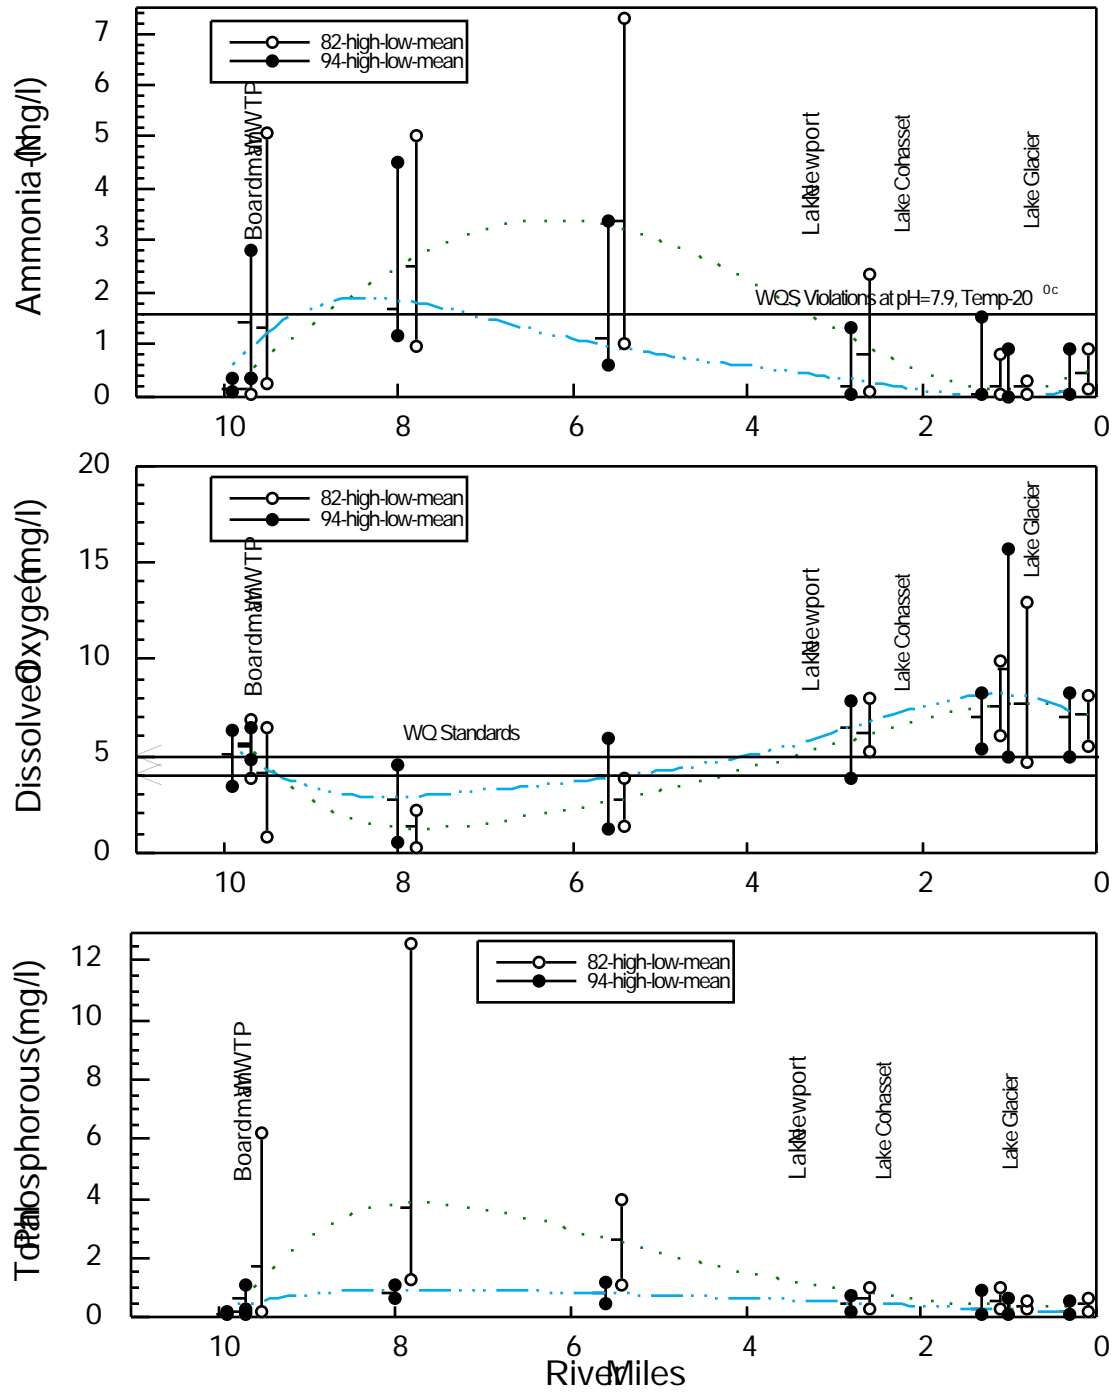 Ammonia-N (mg/l)
7
6
5
4
3
2
1
0
82-high-low-mean
94-high-low-mean
Boardman WWTP
Lake Newport
Lake Cohasset
Lake Glacier
WQS Violations at pH=7.9, Temp-20 0c
10 8 6 4 2 0
Dissolved Oxygen (mg/l)
20
15
10
5
0
82-high-low-mean
94-high-low-mean
Boardman WWTP
WQ Standards
Lake Newport
Lake Cohasset
Lake Glacier
10 8 6 4 2 0
Total Phosphorous (mg/l)
12
10
8
6
4
2
0
82-high-low-mean
94-high-low-mean
Boardman WWTP
Lake Newport
Lake Cohasset
Lake Glacier
10 8 6 4 2 0
River Miles